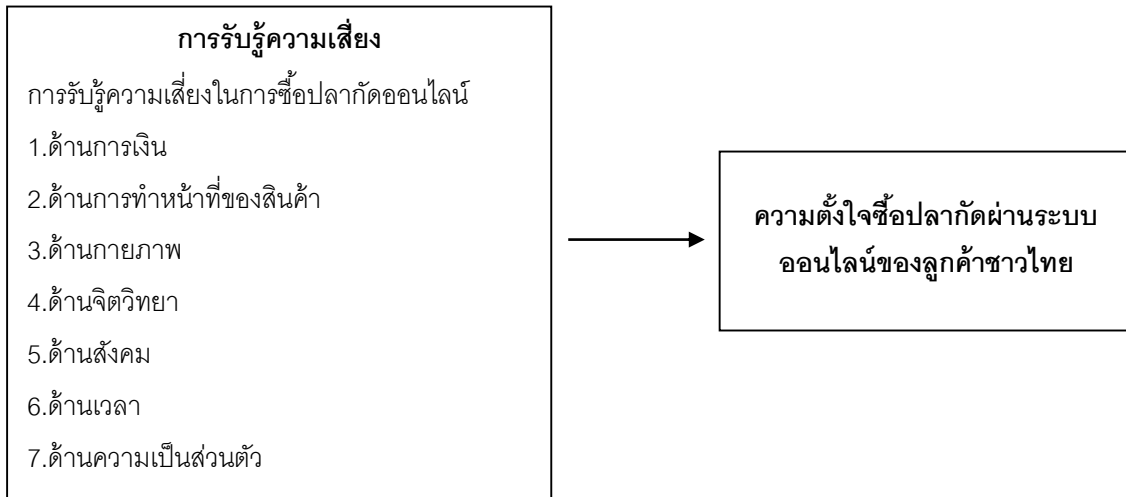 การรับรู้ความเสี่ยง
การรับรู้ความเสี่ยงในการซื้อปลากัดออนไลน์
1.ด้านการเงิน
2.ด้านการทำหน้าที่ของสินค้า
3.ด้านกายภาพ
4.ด้านจิตวิทยา
5.ด้านสังคม
6.ด้านเวลา
7.ด้านความเป็นส่วนตัว
ความตั้งใจซื้อปลากัดผ่านระบบ
ออนไลน์ของลูกค้าชาวไทย